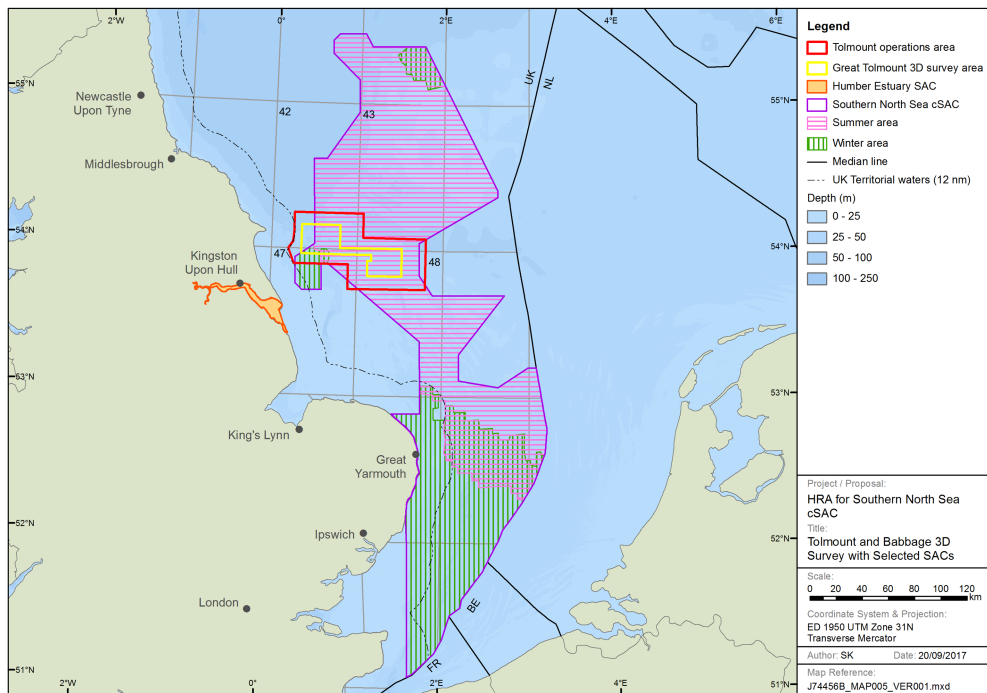 2°W
0°
2°E
4°E
6°E
55°N
54°N
53°N
52°N
51°N
55°N
54°N
53°N
52°N
51°N
2°W
0°
2°E
4°E
6°E
Newcastle
Upon Tyne
Middlesbrough
Kingston
Upon Hull
King's Lynn
Great
Yarmouth
Ipswich
London
42
43
47
48
UK
NL
BE
FR
Legend
Tolmount operations area
Great Tolmount 3D survey area
Humber Estuary SAC
Southern North Sea cSAC
Summer area
Winter area
Median line
UK Territorial waters (12 nm)
Depth (m)
0 - 25
25 - 50
50 - 100
100 - 250
Project / Proposal:
HRA for Southern North Sea
cSAC
Title:
Tolmount and Babbage 3D
Survey with Selected SACs
Scale:
0 20 40 60 80 100 120
km
Coordinate System & Projection:
ED 1950 UTM Zone 31N
Transverse Mercator
Author: SK Date: 20/09/2017
Map Reference:
J74456B_MAP005_VER001.mxd